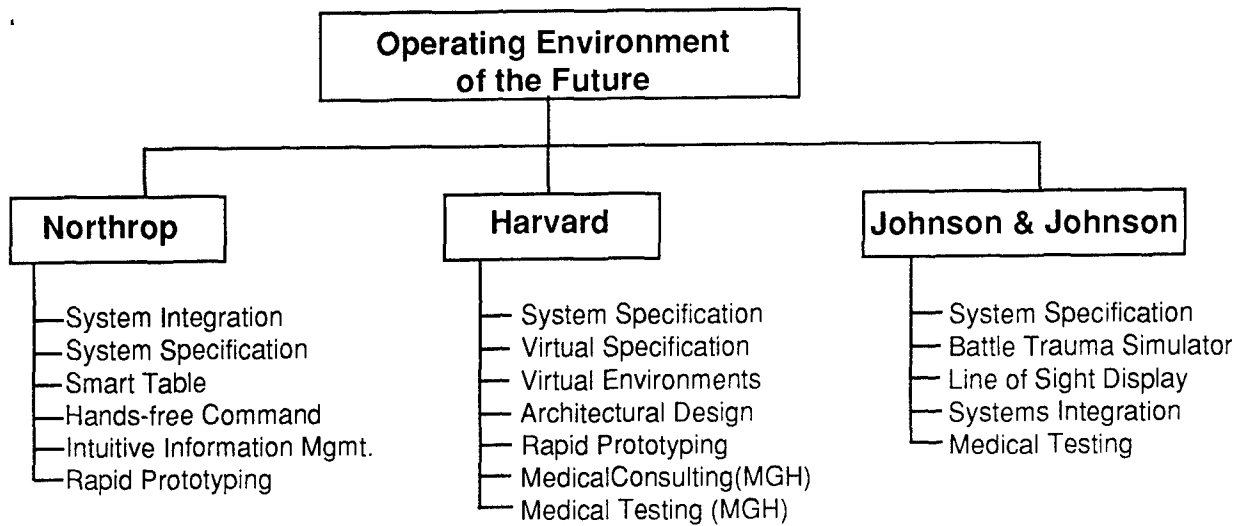 Operating Environment
of the Future
Northrop
System Integration
System Specification
Smart Table
Hands-free Command
Intuitive Information Mgmt.
Rapid Prototyping
Harvard
System Specification
Virtual Specification
Virtual Environments
Architectural Design
Rapid Prototyping
MedicalConsulting(MGH)
Medical Testing (MGH)
Johnson & Johnson
System Specification
Battle Trauma Simulator
Line of Sight Display
Systems Integration
Medical Testing